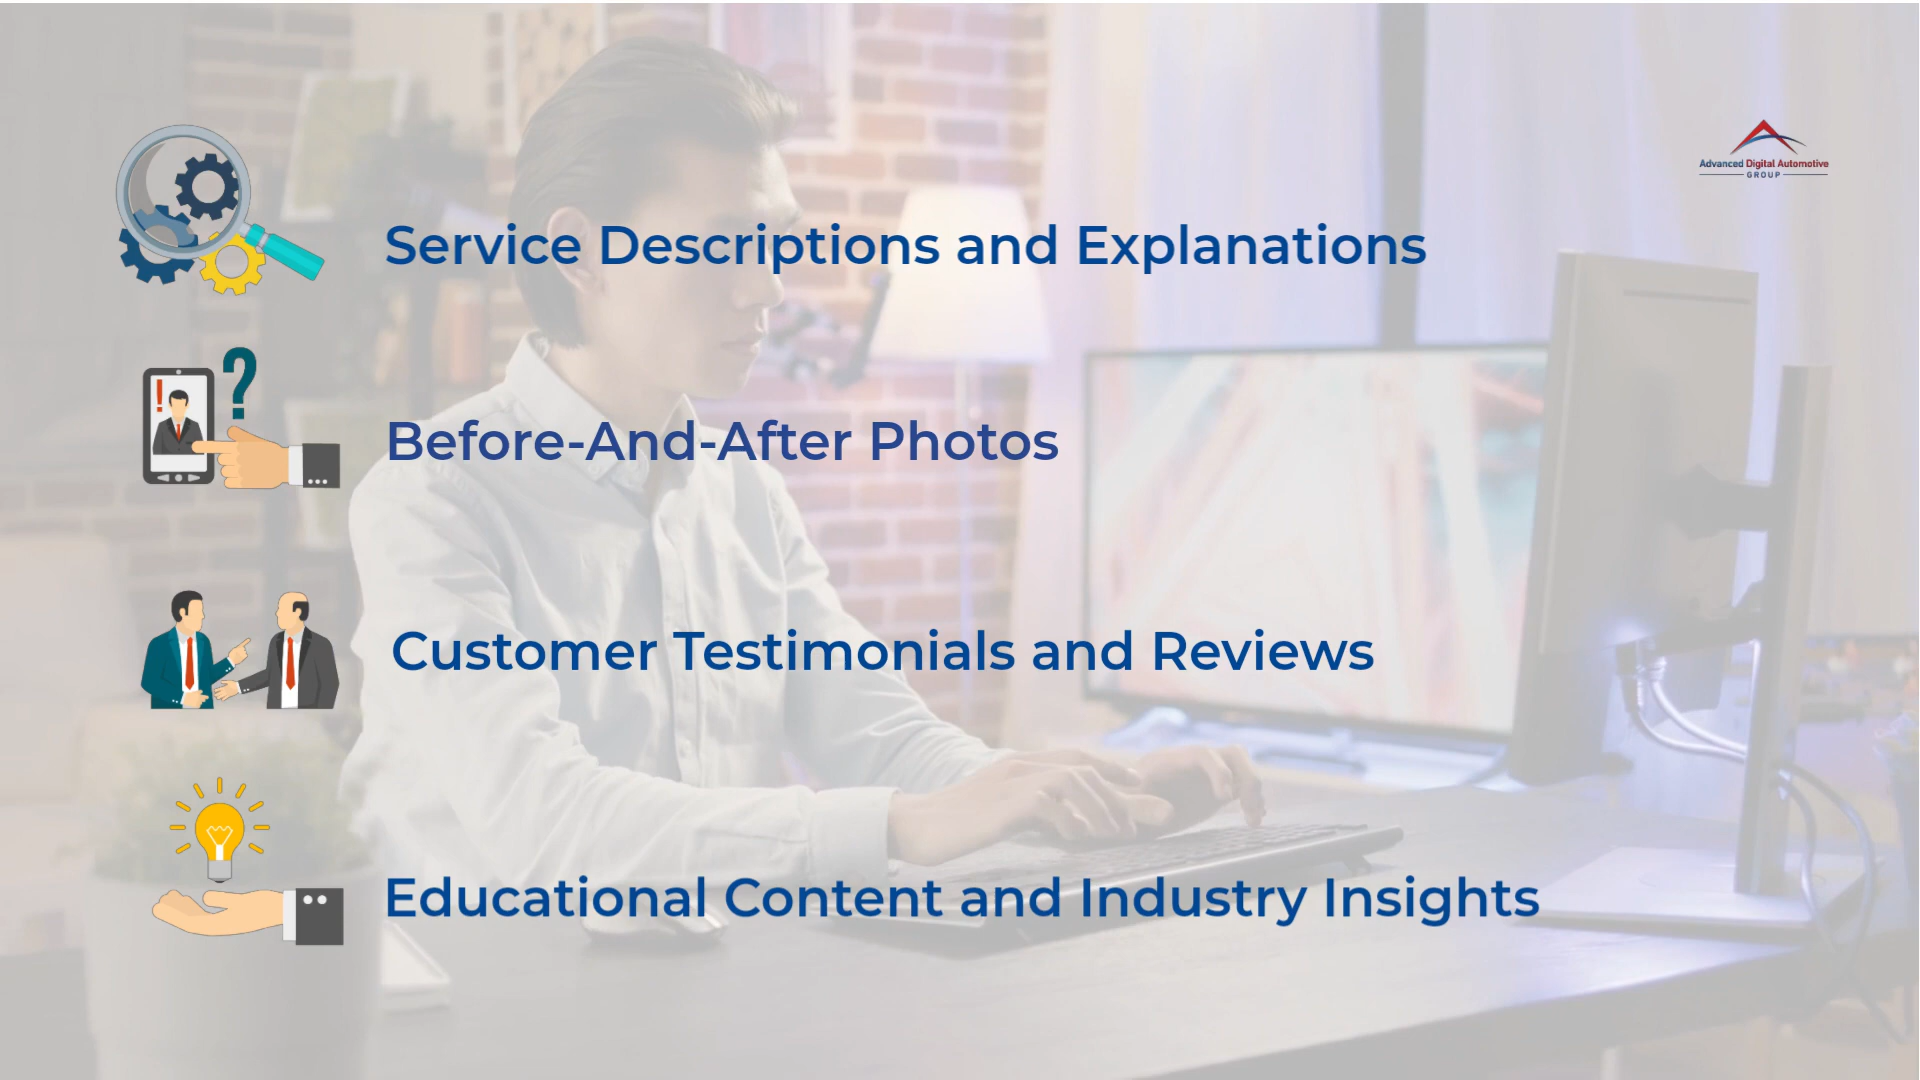 Advanced Digital Automotive
GROUP
Service Descriptions and Explanations
Before-And-After Photos
Customer Testimonials and Reviews
Educational Content and Industry Insights